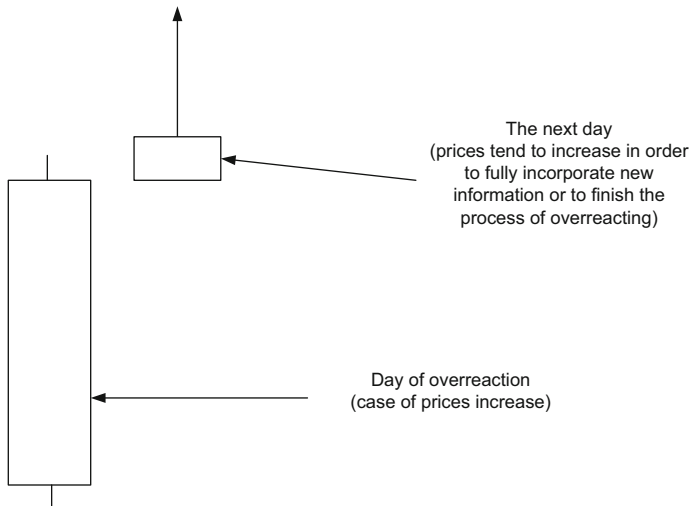 The next day
(prices tend to increase in order
to fully incorporate new
information or to finish the
process of overreacting)
Day of overreaction
(case of prices increase)